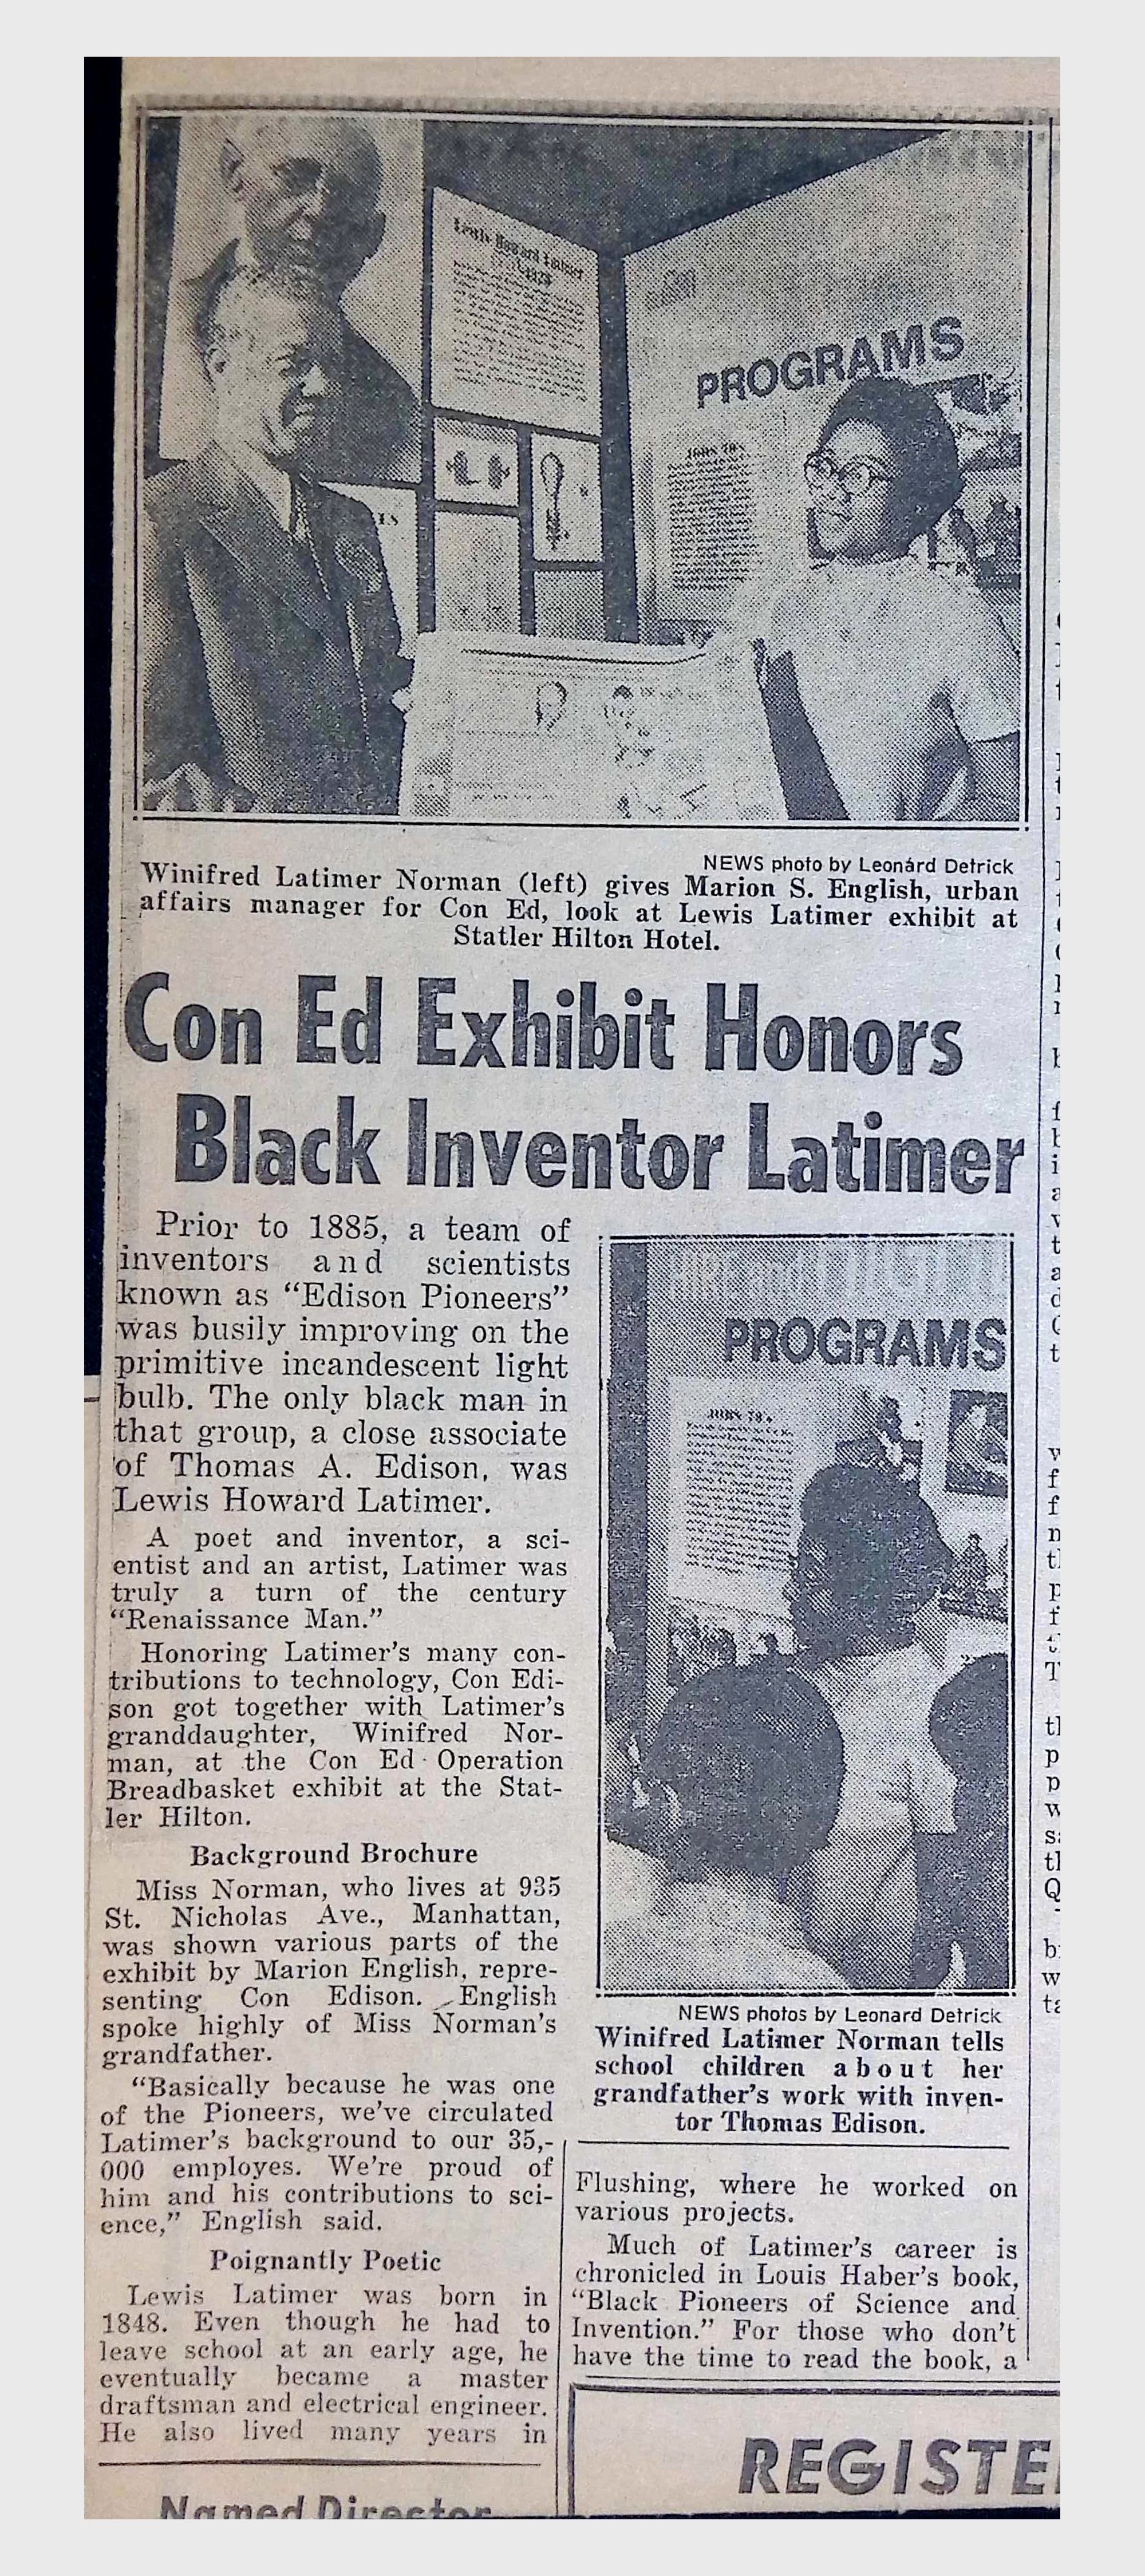 Lewis Howard Latimer
PROGRAMS
NEWS photo by Leonard Detrick
Winifred Latimer Norman (left) gives Marion S. English, urban
affairs manager for Con Ed, look at Lewis Latimer exhibit at
Statler Hilton Hotel.
Con Ed Exhibit Honors
Black Inventor Latimer
Prior to 1885, a team of
inventors and scientists
known as “Edison Pioneers”
was busily improving on the
primitive incandescent light
bulb. The only black man in
that group, a close associate
of Thomas A. Edison, was
Lewis Howard Latimer.
A poet and inventor, a sci-
entist and an artist, Latimer was
truly a turn of the century
“Renaissance Man.”
Honoring Latimer’s many con-
tributions to technology, Con Edi-
son got together with Latimer’s
granddaughter, Winifred Nor-
man, at the Con Ed Operation
Breadbasket exhibit at the Stat-
ler Hilton.
Background Brochure
Miss Norman, who lives at 935
St. Nicholas Ave., Manhattan,
was shown various parts of the
exhibit by Marion English, repre-
senting Con Edison. English
spoke highly of Miss Norman’s
grandfather.
“Basically because he was one
of the Pioneers, we’ve circulated
Latimer’s background to our 35,-
000 employes. We’re proud of
him and his contributions to sci-
ence,” English said.
Poignantly Poetic
Lewis Latimer was born in
1848. Even though he had to
leave school at an early age, he
eventually became a master
draftsman and electrical engineer.
He also lived many years in
PROGRAMS
NEWS photos by Leonard Detrick
Winifred Latimer Norman tells
school children about her
grandfather’s work with inven-
tor Thomas Edison.
Flushing, where he worked on
various projects.
Much of Latimer’s career is
chronicled in Louis Haber’s book,
“Black Pioneers of Science and
Invention.” For those who don’t
have the time to read the book, a
Named Director
REGISTE